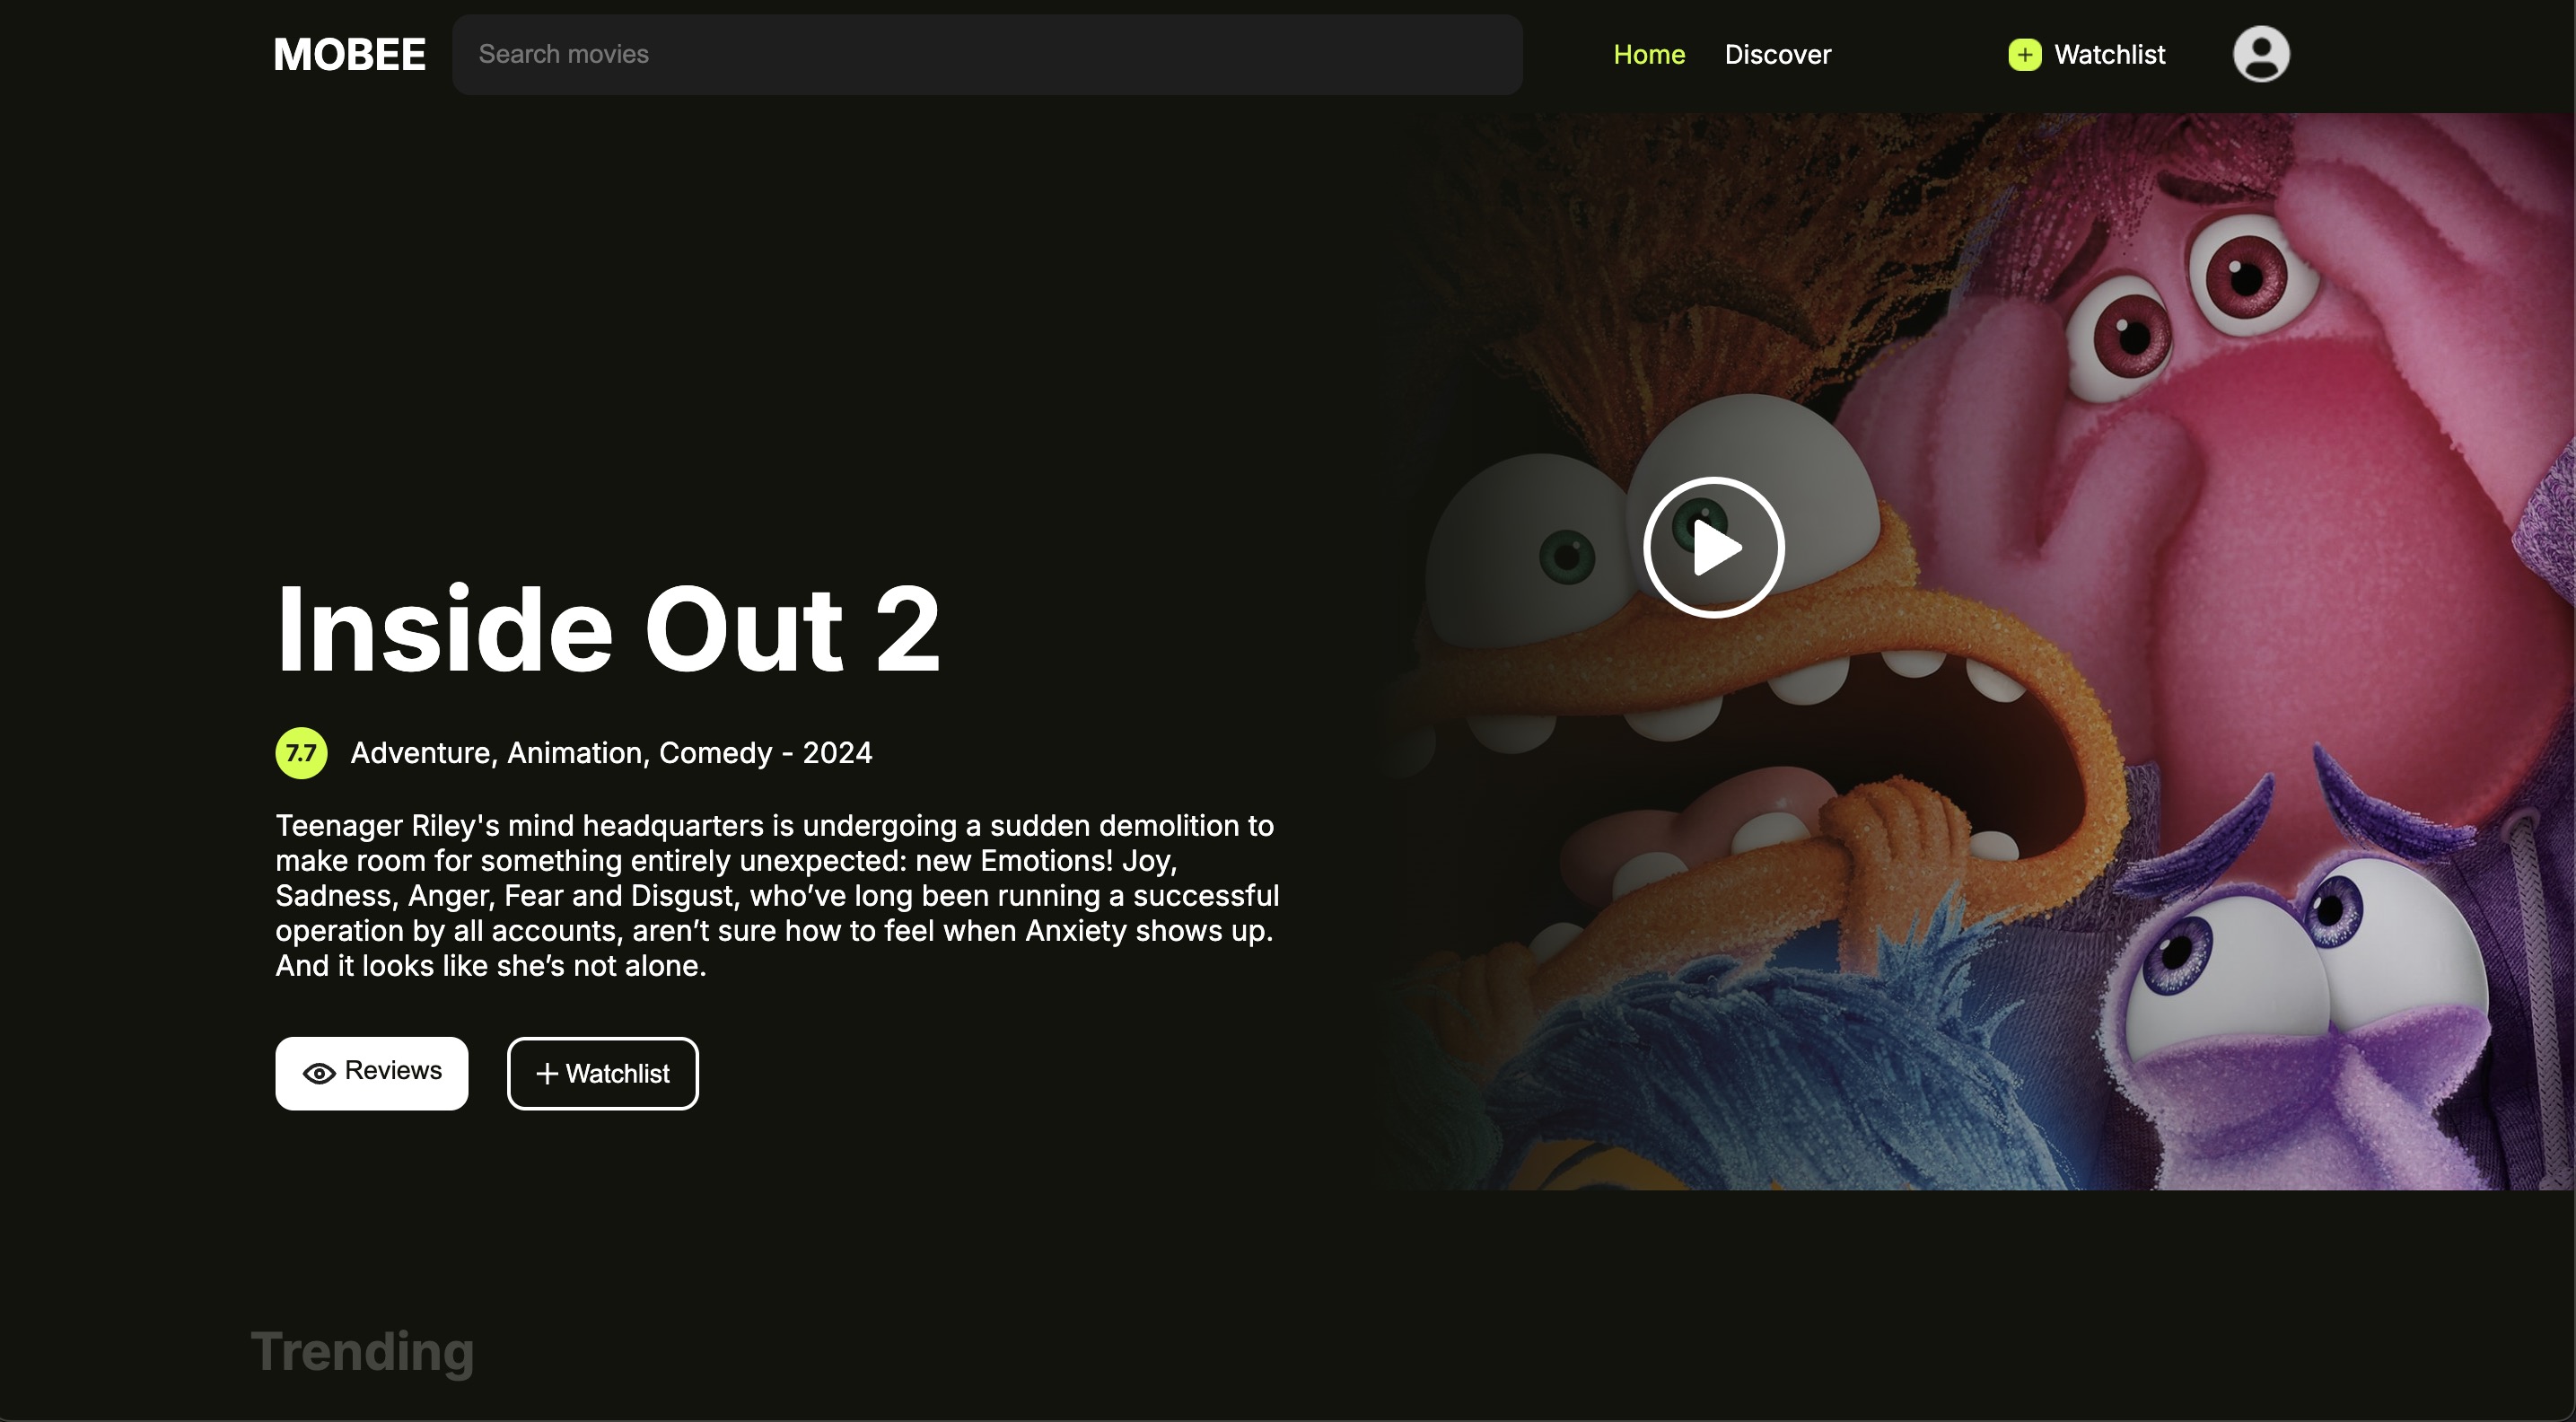 MOBEE
Search movies
Home
Discover
+ Watchlist
Inside Out 2
7.7
Adventure, Animation, Comedy - 2024
Teenager Riley's mind headquarters is undergoing a sudden demolition to
make room for something entirely unexpected: new Emotions! Joy,
Sadness, Anger, Fear and Disgust, who’ve long been running a successful
operation by all accounts, aren’t sure how to feel when Anxiety shows up.
And it looks like she’s not alone.
Reviews
+ Watchlist
Trending